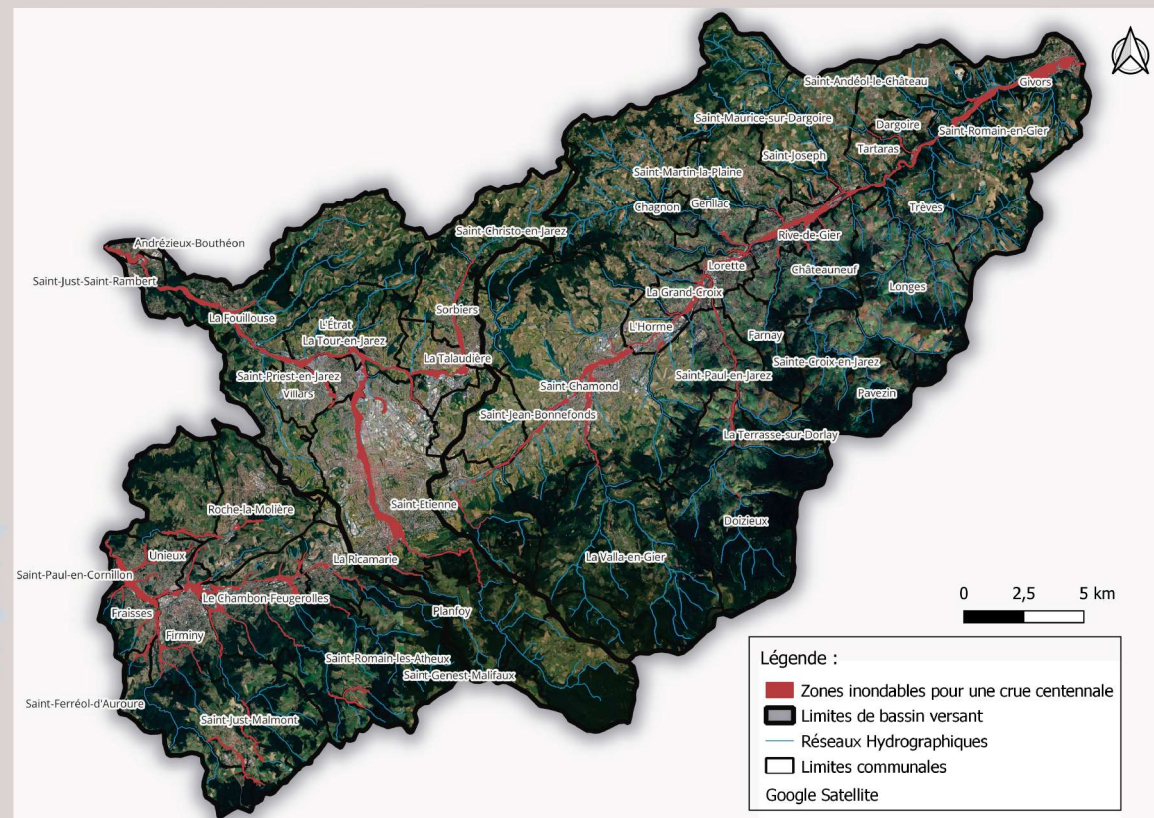 Saint-Andéol-le-Château
Givors
Saint-Maurice-sur-Dargoire
Dargoire
Saint-Romain-en-Gier
Tartaras
Saint-Joseph
Saint-Martin-la-Plaine
Chagnon
Genilac
Trèves
Saint-Christo-en-Jarez
Rive-de-Gier
Andrézieux-Bouthéon
Lorette
Châteauneuf
Saint-Just-Saint-Rambert
Longes
La Grand-Croix
Sorbiers
La Fouillouse
L'Étrat
L'Horme
Farnay
La Tour-en-Jarez
La Talaudière
Sainte-Croix-en-Jarez
Saint-Priest-en-Jarez
Saint-Paul-en-Jarez
Villars
Saint-Chamond
Pavezin
Saint-Jean-Bonnefonds
La Terrasse-sur-Dorlay
Saint-Etienne
Roche-la-Molière
Doizieux
Unieux
La Ricamarie
La Valla-en-Gier
Saint-Paul-en-Cornillon
Le Chambon-Feugerolles
Fraisses
Planfoy
Firminy
Saint-Romain-les-Atheux
Saint-Genest-Malifaux
Saint-Ferréol-d'Auroure
Saint-Just-Malmont
0 2,5 5 km
Légende :
Zones inondables pour une crue centennale
Limites de bassin versant
Réseaux Hydrographiques
Limites communales
Google Satellite